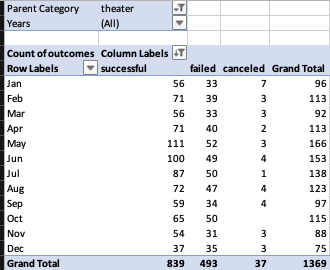 Parent Category theater
Years (All)
Count of outcomes Column Labels
Row Labels successful failed canceled Grand Total
Jan 56 33 7 96
Feb 71 39 3 113
Mar 56 33 3 92
Apr 71 40 2 113
May 111 52 3 166
Jun 100 49 4 153
Jul 87 50 1 138
Aug 72 47 4 123
Sep 59 34 4 97
Oct 65 50 115
Nov 54 31 3 88
Dec 37 35 3 75
Grand Total 839 493 37 1369